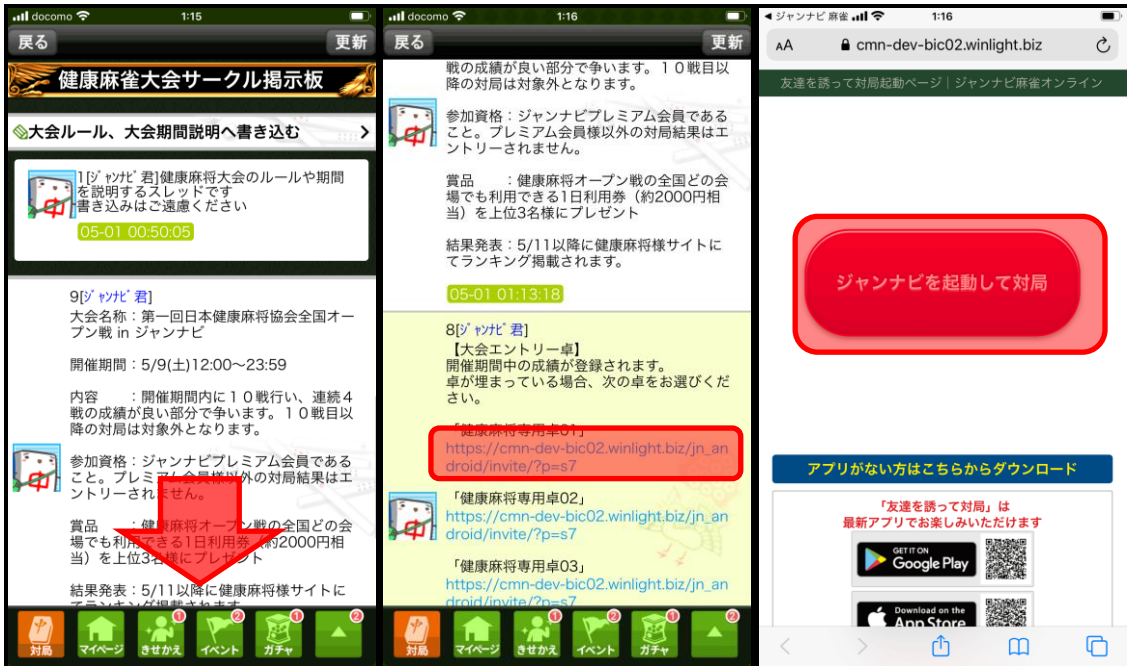 docomo 1:15
戻る 更新
健康麻雀大会サークル掲示板
大会ルール、大会期間説明へ書き込む
1[ｼﾞｬﾝﾅﾋﾞ君]健康麻将大会のルールや期間
を説明するスレッドです
書き込みはご遠慮ください
05-01 00:50:05
9[ｼﾞｬﾝﾅﾋﾞ君]
大会名称：第一回日本健康麻将協会全国オー
プン戦 in ジャンナビ
開催期間：5/9(土)12:00～23:59
内容　　：開催期間内に１０戦行い、連続４
戦の成績が良い部分で争います。１０戦目以
降の対局は対象外となります。
参加資格：ジャンナビプレミアム会員である
こと。プレミアム会員様以外の対局結果はエ
ントリーされません。
賞品　　：健康麻将オープン戦の全国どの会
場でも利用できる1日利用券（約2000円相
当）を上位3名様にプレゼント
結果発表：5/11以降に健康麻将様サイトに
てランキング掲載されます。
対局 マイページ きせかえ 1 イベント 2 ガチャ 1 2
docomo 1:16
戻る 更新
戦の成績が良い部分で争います。１０戦目以
降の対局は対象外となります。
参加資格：ジャンナビプレミアム会員である
こと。プレミアム会員様以外の対局結果はエ
ントリーされません。
賞品　　：健康麻将オープン戦の全国どの会
場でも利用できる1日利用券（約2000円相
当）を上位3名様にプレゼント
結果発表：5/11以降に健康麻将様サイトに
てランキング掲載されます。
05-01 01:13:18
8[ｼﾞｬﾝﾅﾋﾞ君]
【大会エントリー卓】
開催期間中の成績が登録されます。
卓が埋まっている場合、次の卓をお選びくだ
さい。
「健康麻将専用卓01」
https://cmn-dev-bic02.winlight.biz/jn_an
droid/invite/?p=s7
「健康麻将専用卓02」
https://cmn-dev-bic02.winlight.biz/jn_an
droid/invite/?p=s7
「健康麻将専用卓03」
https://cmn-dev-bic02.winlight.biz/jn_an
droid/invite/?p=s7
対局 マイページ きせかえ 1 イベント 2 ガチャ 1 2
ジャンナビ麻雀 1:16
AA cmn-dev-bic02.winlight.biz
友達を誘って対局起動ページ｜ジャンナビ麻雀オンライン
ジャンナビを起動して対局
アプリがない方はこちらからダウンロード
「友達を誘って対局」は
最新アプリでお楽しみいただけます
GET IT ON
Google Play
Download on the
App Store